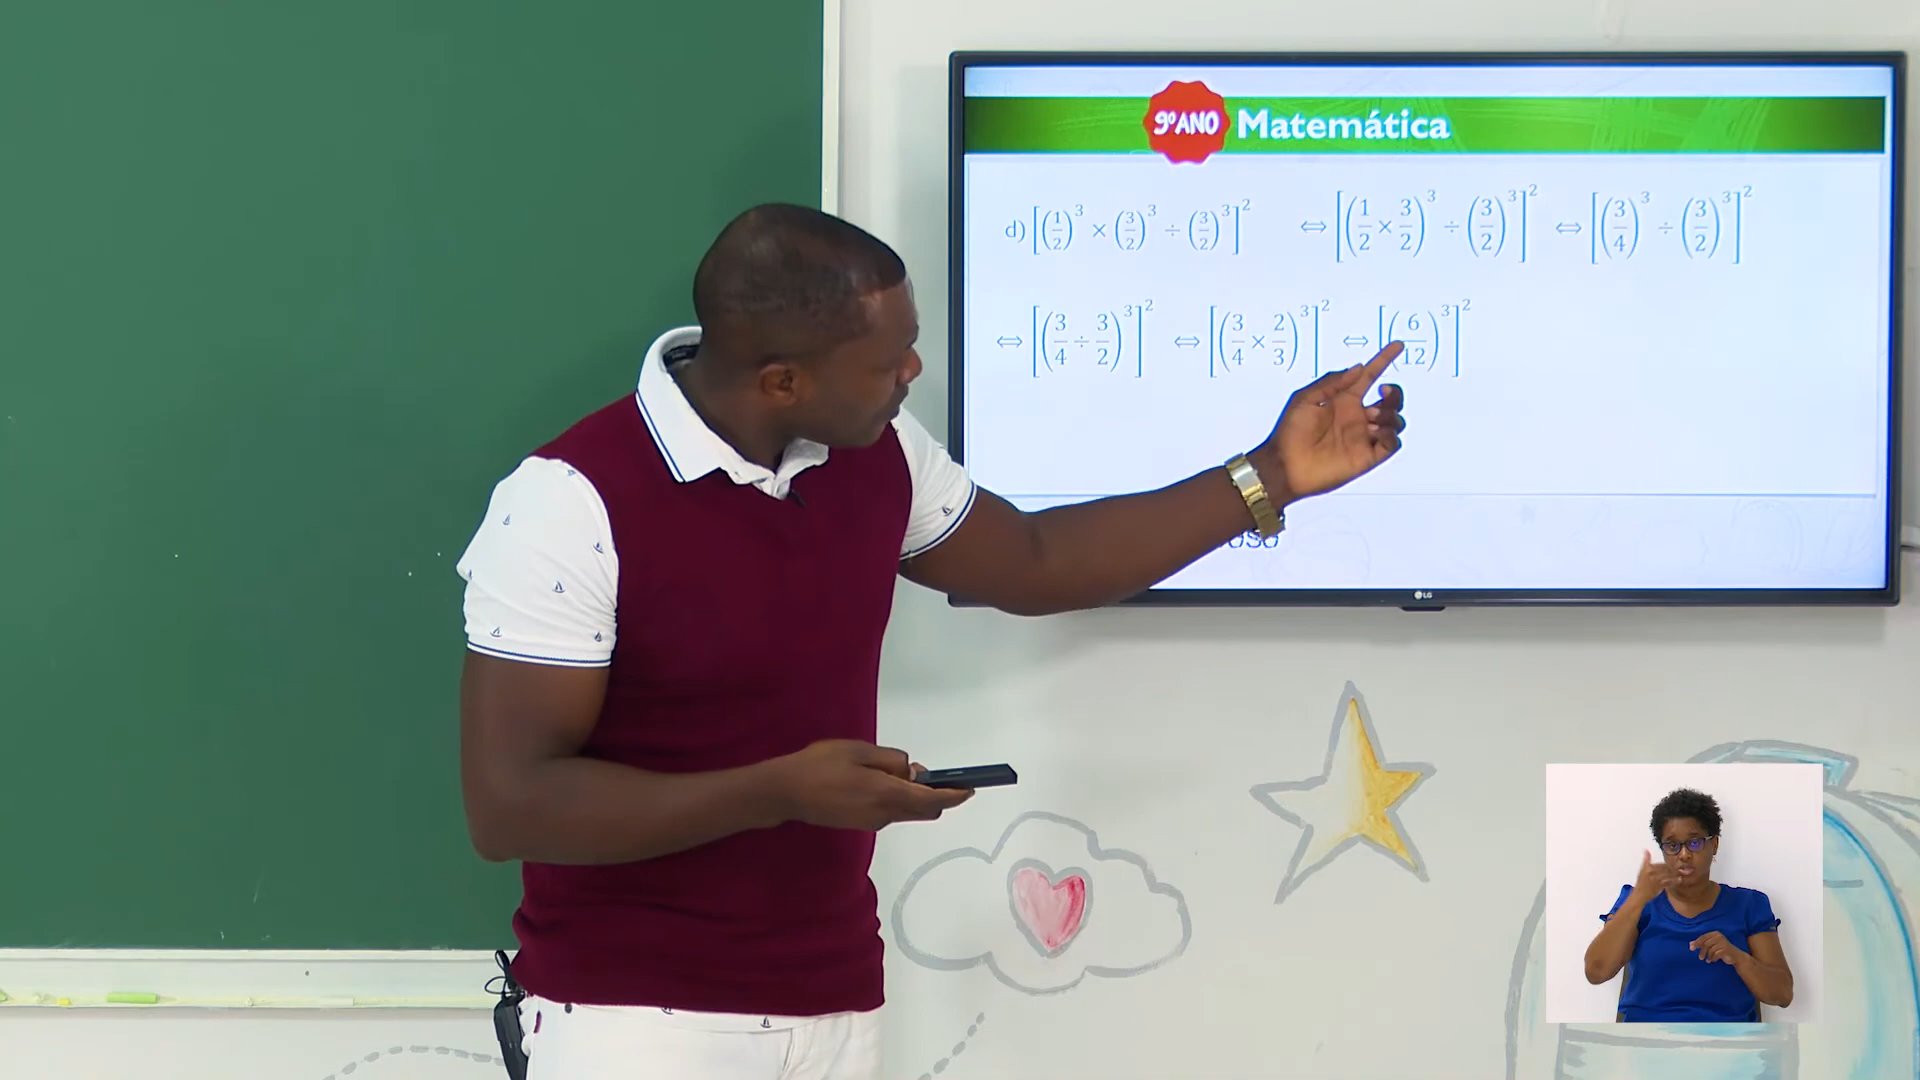 9º ANO Matemática
d) [(1/2)³ × (3/2)³ ÷ (3/2)³]² ⇔ [(1/2 × 3/2)³ ÷ (3/2)³]² ⇔ [(3/4)³ ÷ (3/2)³]²
⇔ [(3/4 ÷ 3/2)³]² ⇔ [(3/4 × 2/3)³]² ⇔ [(6/12)³]²
LG